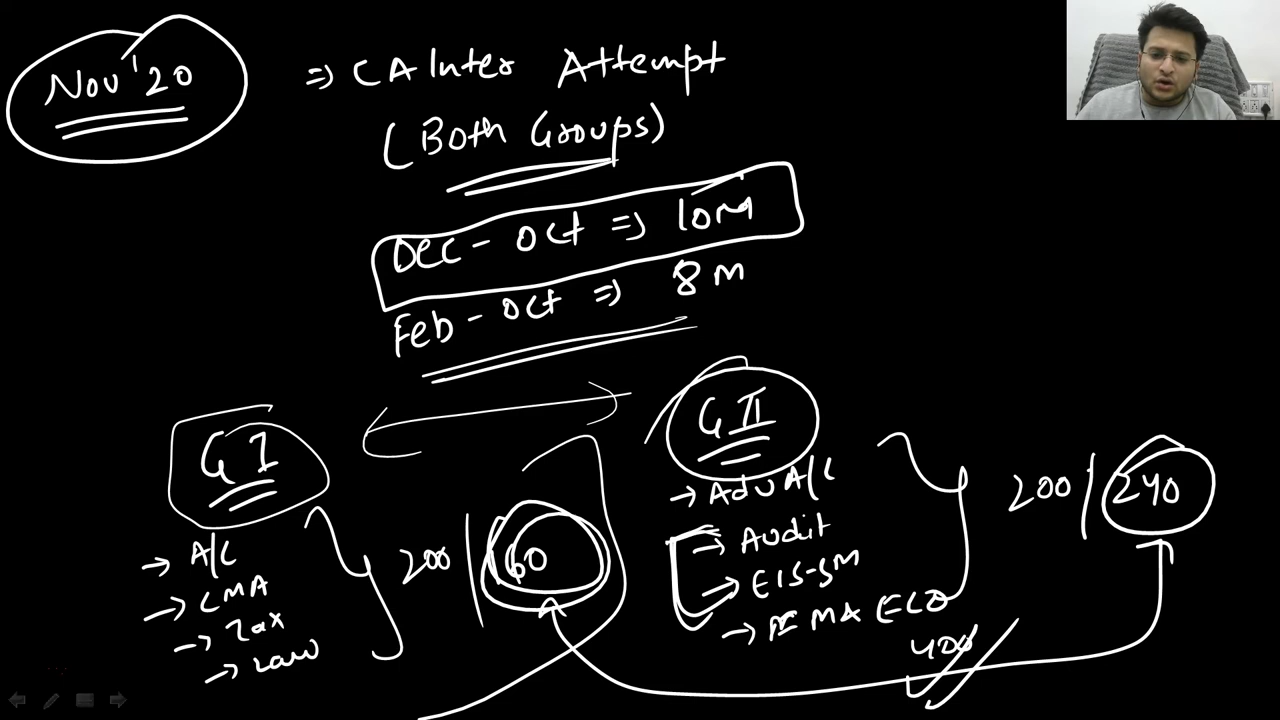 Nov'20
=> CA Inter Attempt
(Both Groups)
Dec - Oct => 10M
Feb - Oct => 8M
G I
→ A/C
→ CMA
→ Tax
→ Law
200 | 160
G II
→ Adv A/C
→ Audit
→ EIS-SM
→ MA ECO
200 | 240
400